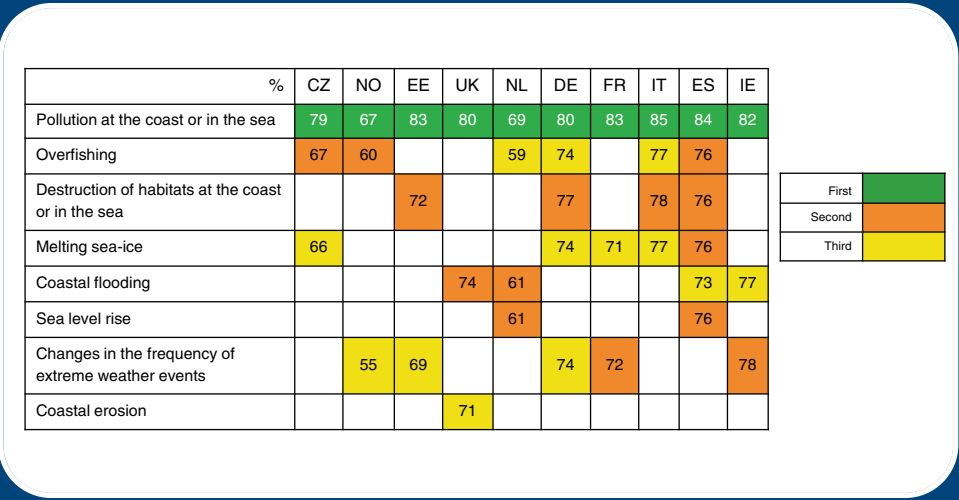 % CZ NO EE UK NL DE FR IT ES IE
Pollution at the coast or in the sea 79 67 83 80 69 80 83 85 84 82
Overfishing 67 60 59 74 77 76
Destruction of habitats at the coast
or in the sea 72 77 78 76
Melting sea-ice 66 74 71 77 76
Coastal flooding 74 61 73 77
Sea level rise 61 76
Changes in the frequency of
extreme weather events 55 69 74 72 78
Coastal erosion 71
First
Second
Third